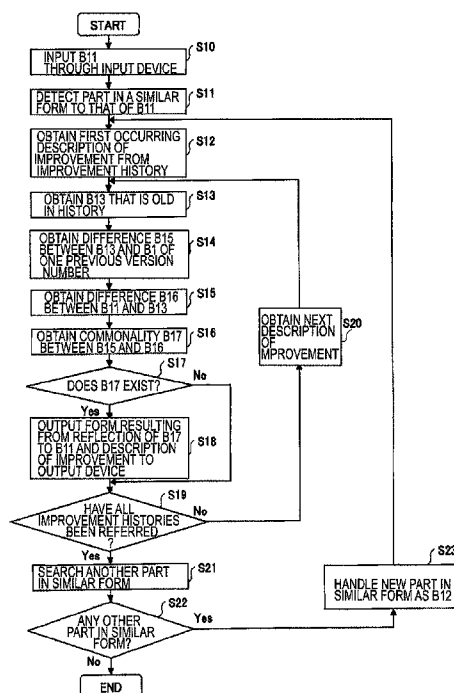 START
S10
INPUT B11
THROUGH INPUT DEVICE
S11
DETECT PART IN A SIMILAR
FORM TO THAT OF B11
S12
OBTAIN FIRST OCCURRING
DESCRIPTION OF
IMPROVEMENT FROM
IMPROVEMENT HISTORY
S13
OBTAIN B13 THAT IS OLD
IN HISTORY
S14
OBTAIN DIFFERENCE B15
BETWEEN B13 AND B1 OF
ONE PREVIOUS VERSION
NUMBER
S15
OBTAIN DIFFERENCE B16
BETWEEN B11 AND B13
S16
OBTAIN COMMONALITY B17
BETWEEN B15 AND B16
S17
DOES B17 EXIST?
No
Yes
S18
OUTPUT FORM RESULTING
FROM REFLECTION OF B17
TO B11 AND DESCRIPTION
OF IMPROVEMENT TO
OUTPUT DEVICE
S19
HAVE ALL
IMPROVEMENT HISTORIES
BEEN REFERRED
?
No
Yes
S20
OBTAIN NEXT
DESCRIPTION
OF
MPROVEMENT
S21
SEARCH ANOTHER PART
IN SIMILAR FORM
S22
ANY OTHER
PART IN SIMILAR
FORM?
Yes
No
S23
HANDLE NEW PART IN
SIMILAR FORM AS B12
END